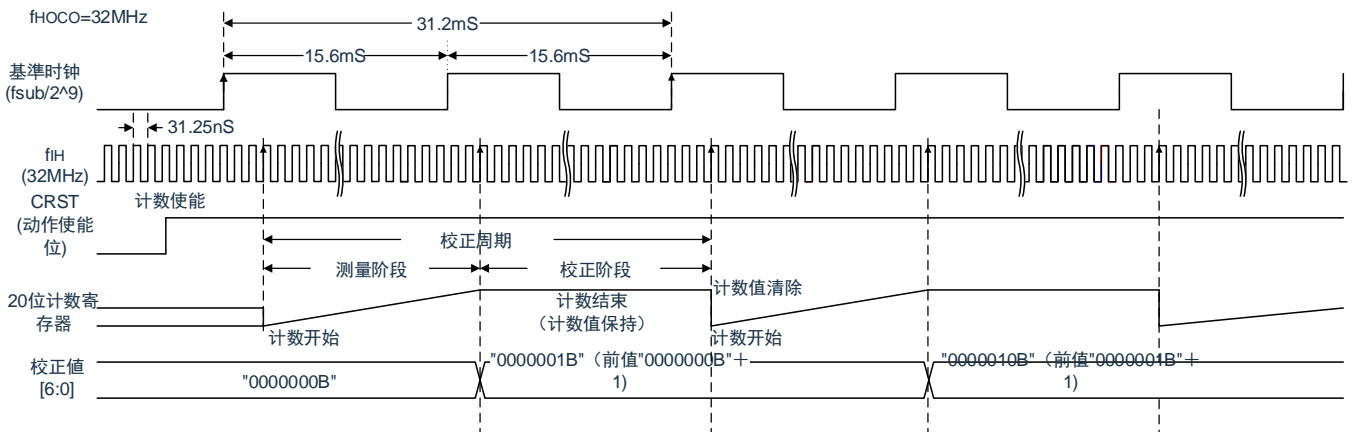 fHOCO=32MHz
31.2mS
15.6mS
15.6mS
基準时钟
(fsub/2^9)
31.25nS
fIH
(32MHz)
CRST
(动作使能
位)
计数使能
校正周期
测量阶段
校正阶段
20位计数寄
存器
计数开始
计数结束
（计数值保持）
计数值清除
计数开始
校正値
[6:0]
"0000000B"
"0000001B"（前值"0000000B"＋
1)
"0000010B"（前值"0000001B"＋
1)